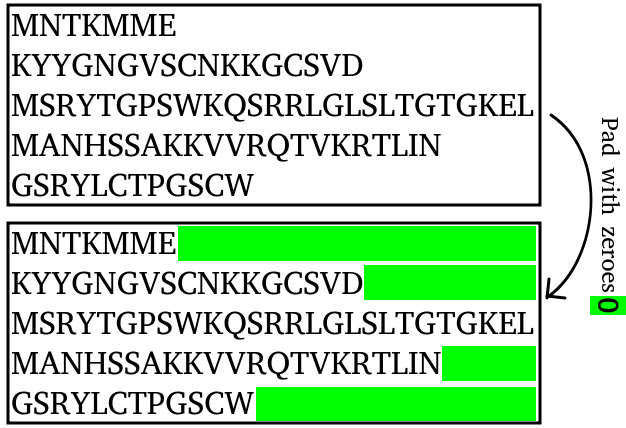 MNTKMME
KYYGNGVSCNKKGCSVD
MSRYTGPSWKQSRRLGLSLTGTGKEL
MANHSSAKKVVRQTVKRTLIN
GSRYLCTPGSCW
Pad with zeroes 0
MNTKMME
KYYGNGVSCNKKGCSVD
MSRYTGPSWKQSRRLGLSLTGTGKEL
MANHSSAKKVVRQTVKRTLIN
GSRYLCTPGSCW